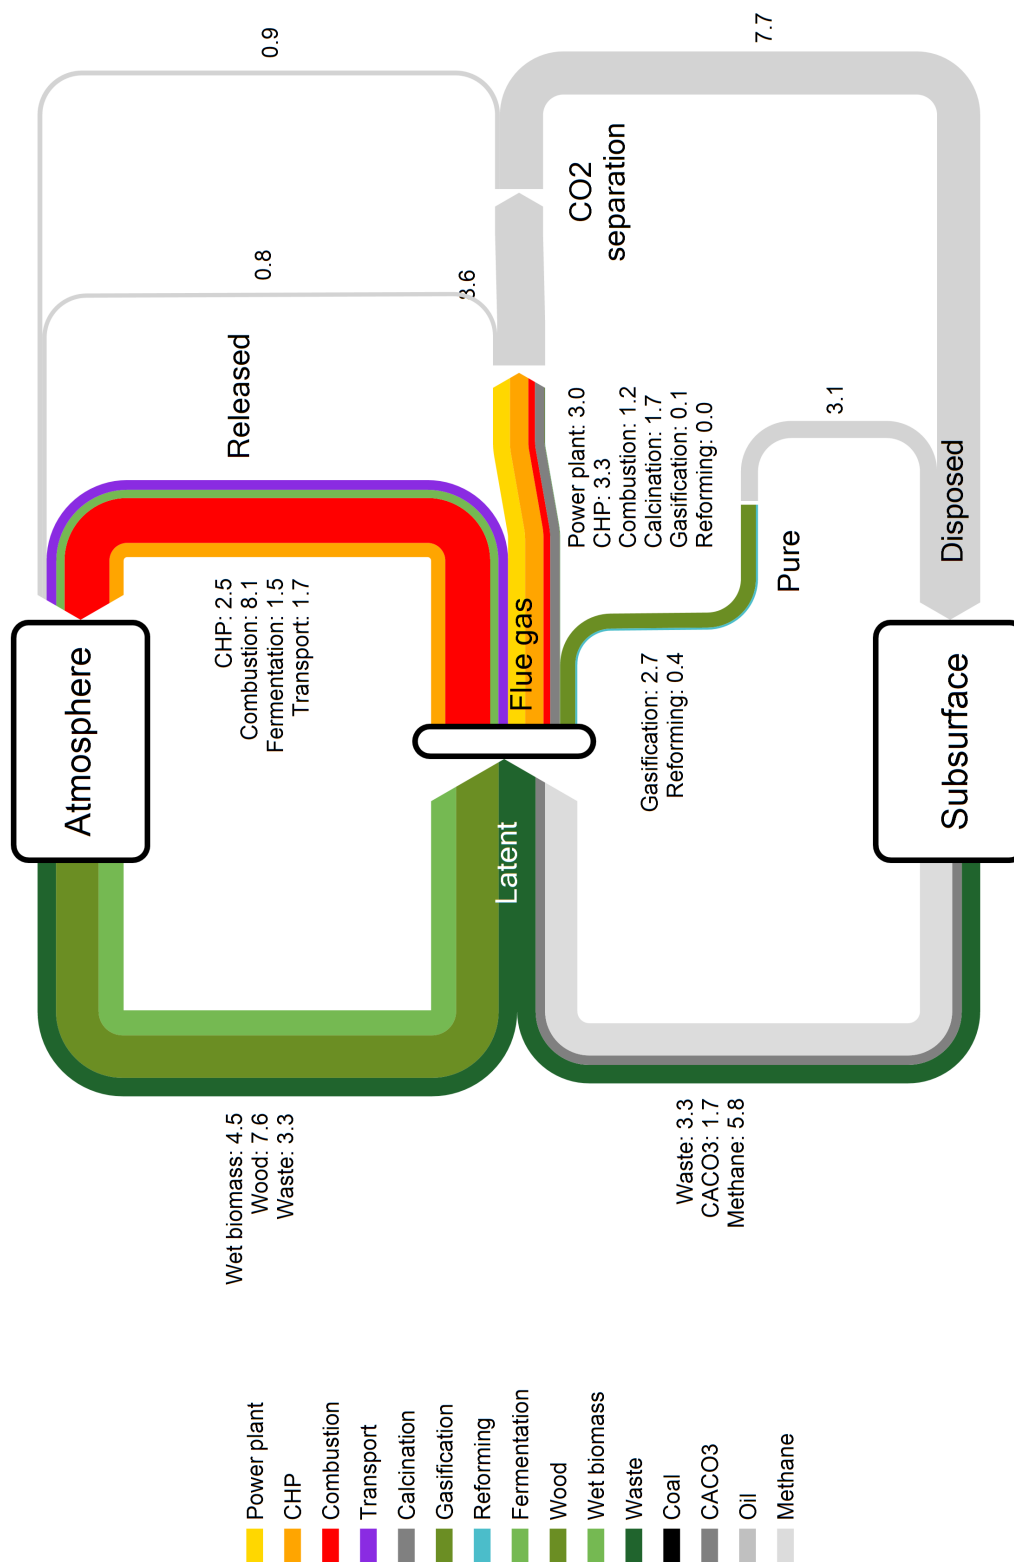 Atmosphere
Wet biomass: 4.5
Wood: 7.6
Waste: 3.3
CHP: 2.5
Combustion: 8.1
Fermentation: 1.5
Transport: 1.7
Released
0.8
0.9
Latent
Flue gas
Power plant: 3.0
CHP: 3.3
Combustion: 1.2
Calcination: 1.7
Gasification: 0.1
Reforming: 0.0
CO2
separation
7.7
Gasification: 2.7
Reforming: 0.4
Pure
3.1
Waste: 3.3
CACO3: 1.7
Methane: 5.8
Subsurface
Disposed
Power plant
CHP
Combustion
Transport
Calcination
Gasification
Reforming
Fermentation
Wood
Wet biomass
Waste
Coal
CACO3
Oil
Methane